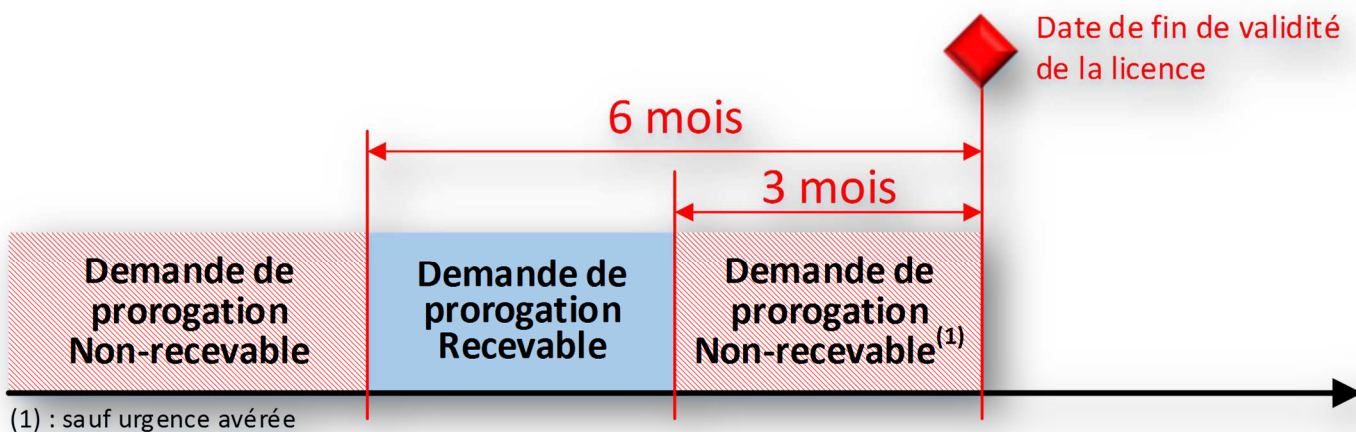 Date de fin de validité
de la licence
6 mois
3 mois
Demande de
prorogation
Non-recevable
Demande de
prorogation
Recevable
Demande de
prorogation
Non-recevable(1)
(1) : sauf urgence avérée